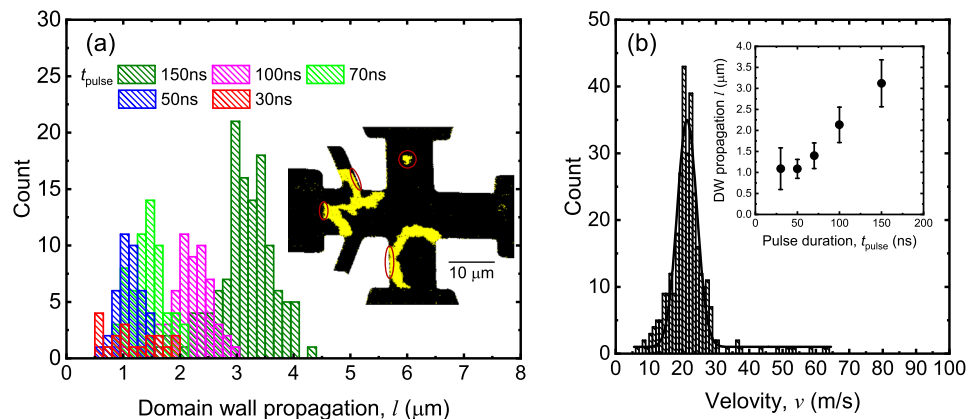 (a)
t_pulse 150ns 100ns 70ns
50ns 30ns
10 μm
30
25
20
15
10
5
0
Count
0 1 2 3 4 5 6 7 8
Domain wall propagation, l (μm)
(b)
50
40
30
20
10
0
Count
0 10 20 30 40 50 60 70 80 90 100
Velovity, v (m/s)
4.0
3.5
3.0
2.5
2.0
1.5
1.0
0.5
0.0
DW propagation l (μm)
0 50 100 150 200
Pulse duration, t_pulse (ns)